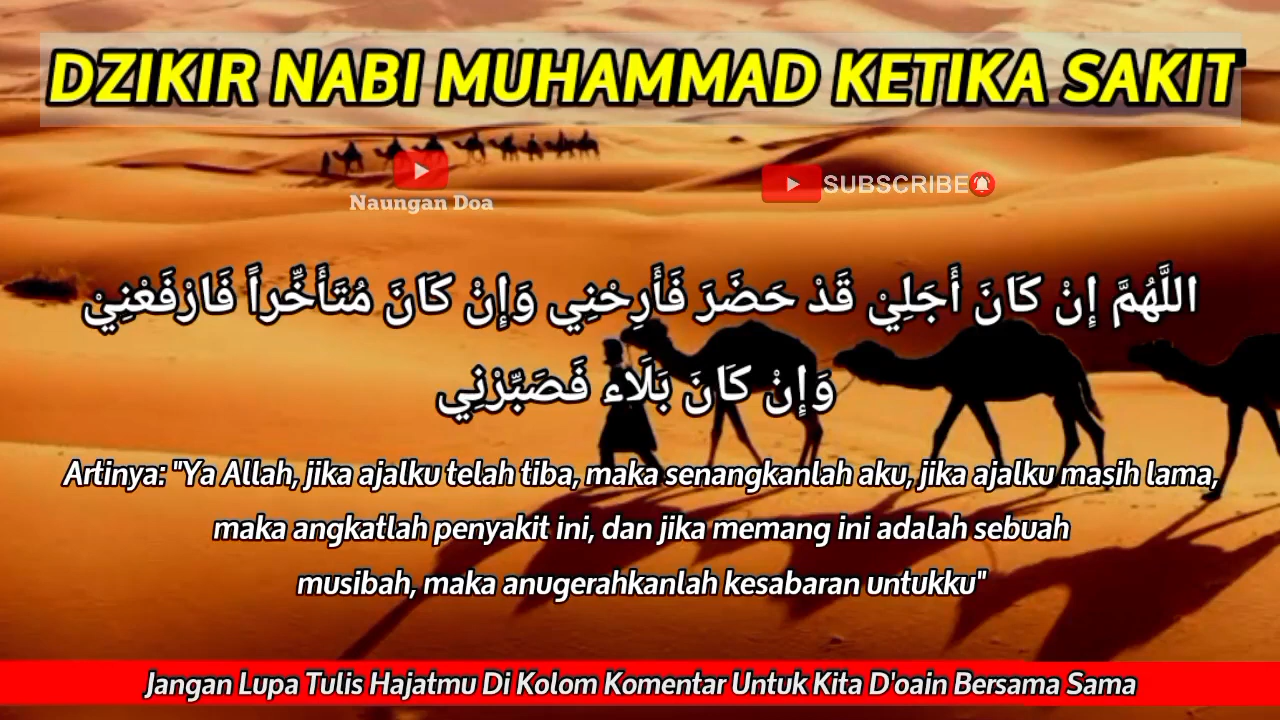 DZIKIR NABI MUHAMMAD KETIKA SAKIT
Naungan Doa
SUBSCRIBE
اللَّهُمَّ إِنْ كَانَ أَجَلِيْ قَدْ حَضَرَ فَأَرِحْنِي وَإِنْ كَانَ مُتَأَخِّراً فَارْفَعْنِيْ
وَإِنْ كَانَ بَلَاء فَصَبِّرْنِي
Artinya: "Ya Allah, jika ajalku telah tiba, maka senangkanlah aku, jika ajalku masih lama,
maka angkatlah penyakit ini, dan jika memang ini adalah sebuah
musibah, maka anugerahkanlah kesabaran untukku"
Jangan Lupa Tulis Hajatmu Di Kolom Komentar Untuk Kita D'oain Bersama Sama